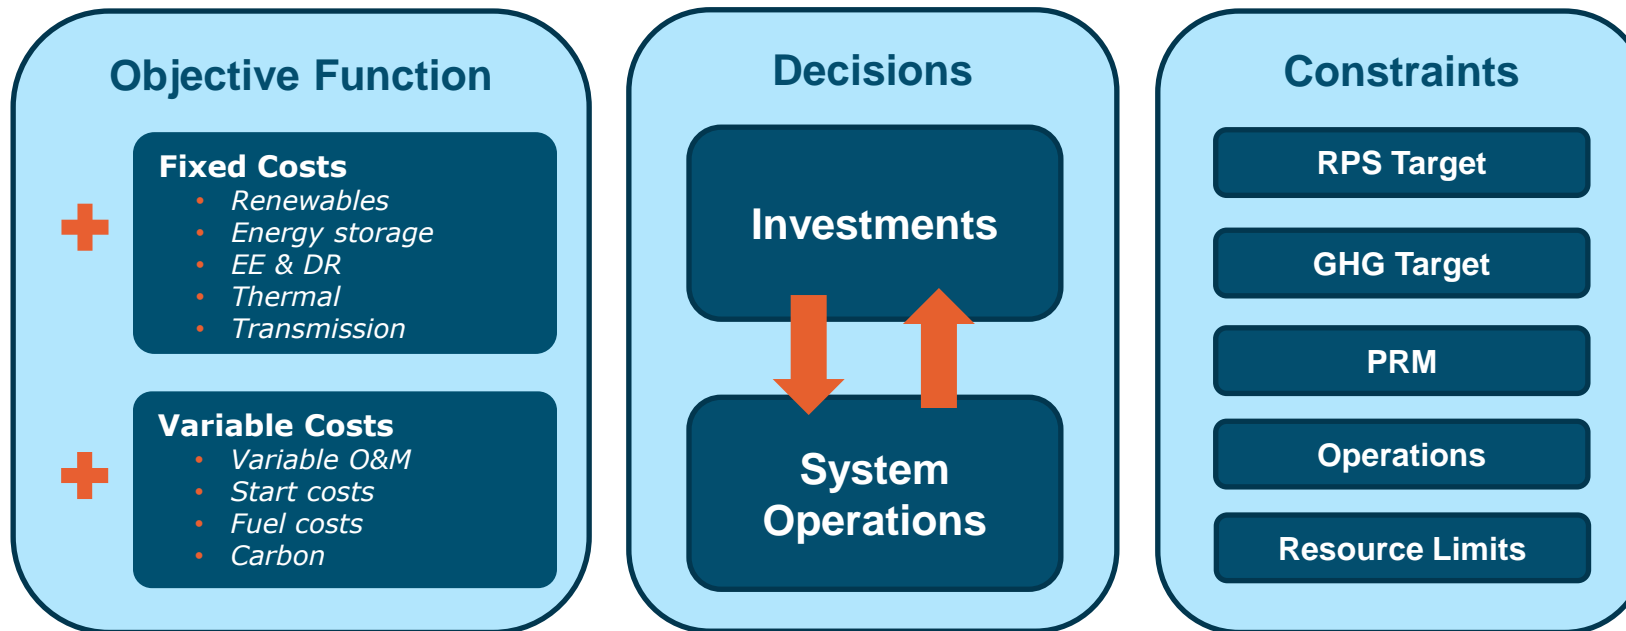 Objective Function
Fixed Costs
• Renewables
• Energy storage
• EE & DR
• Thermal
• Transmission
Variable Costs
• Variable O&M
• Start costs
• Fuel costs
• Carbon
Decisions
Investments
System
Operations
Constraints
RPS Target
GHG Target
PRM
Operations
Resource Limits